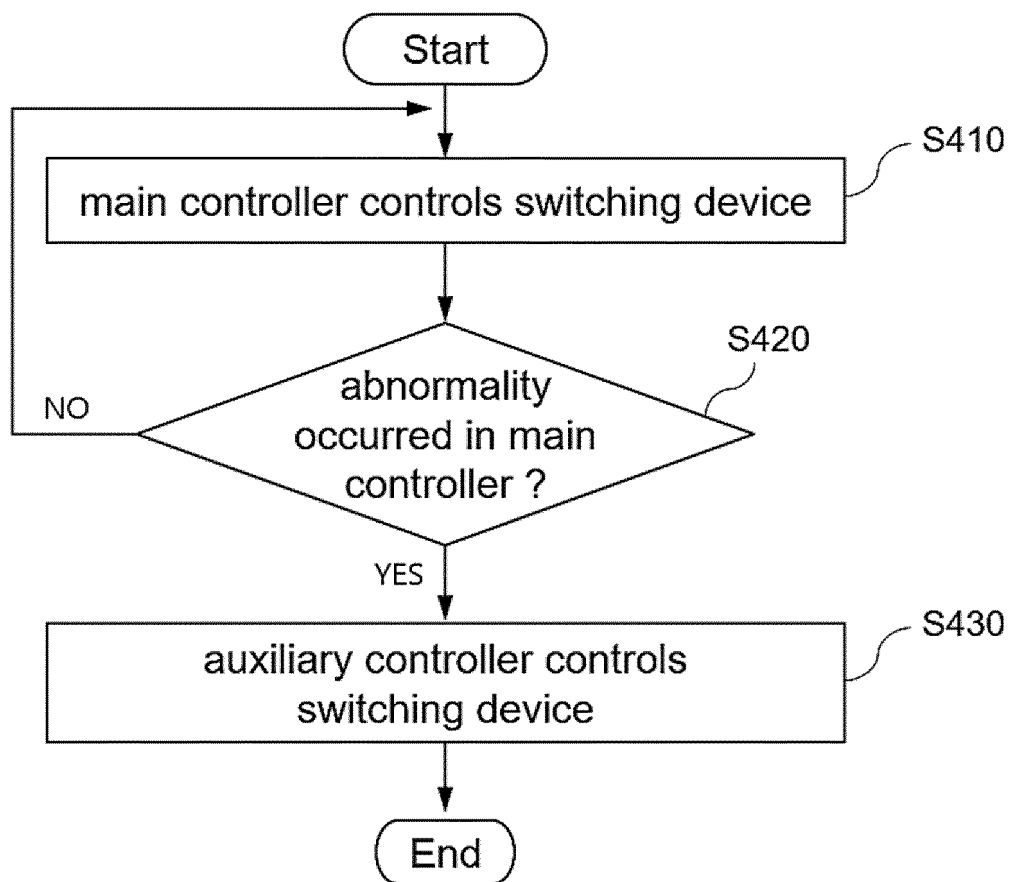 Start
S410
main controller controls switching device
S420
abnormality
occurred in main
controller ?
NO
YES
S430
auxiliary controller controls
switching device
End